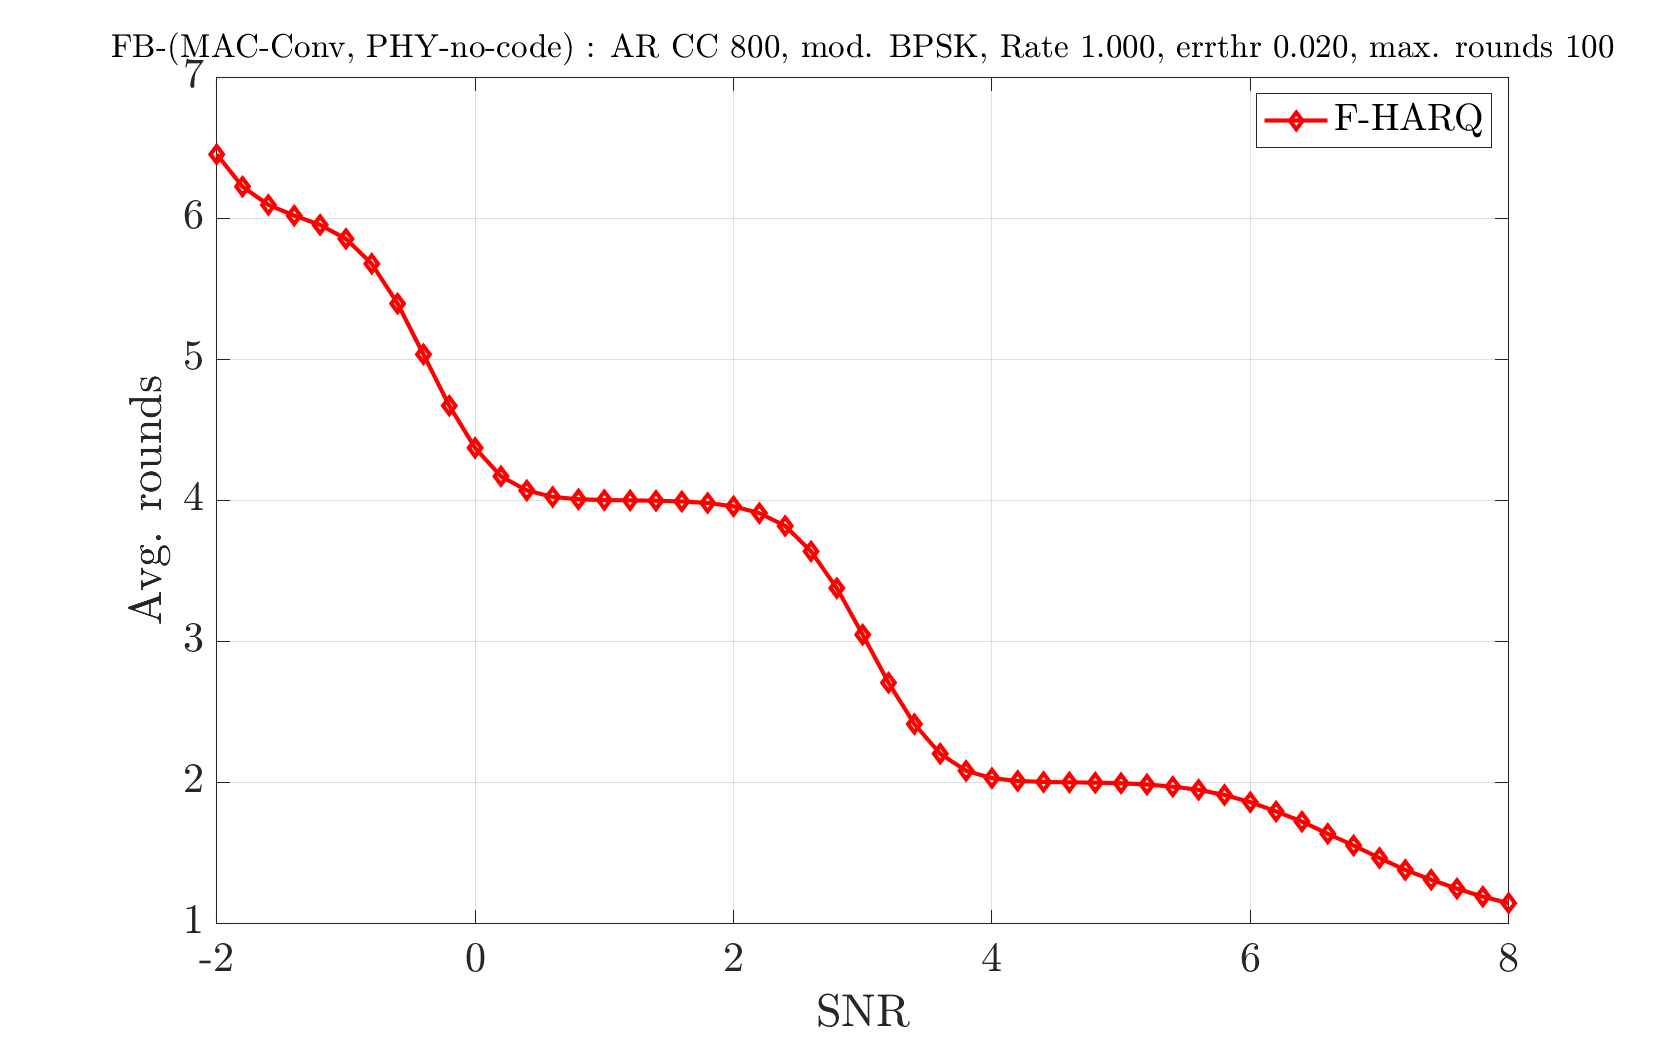 FB-(MAC-Conv, PHY-no-code) : AR CC 800, mod. BPSK, Rate 1.000, errthr 0.020, max. rounds 100
7
F-HARQ
6
5
4
3
2
1
Avg. rounds
-2 0 2 4 6 8
SNR